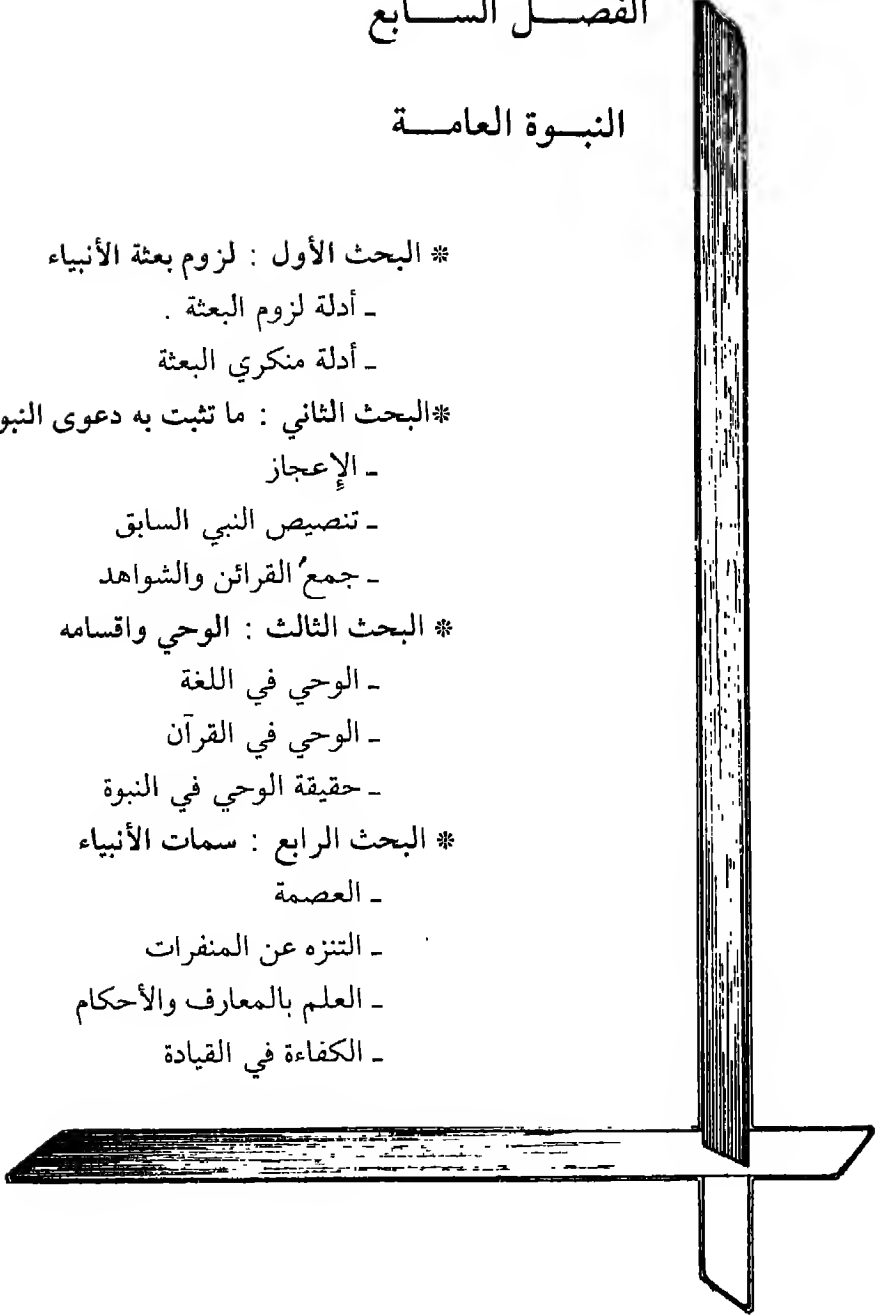 الفصل السابع
النبوة العامة
* البحث الأول : لزوم بعثة الأنبياء
ـ أدلة لزوم البعثة .
ـ أدلة منكري البعثة
* البحث الثاني : ما تثبت به دعوى
ـ الإعجاز
ـ تنصيص النبي السابق
ـ جمع القرائن والشواهد
* البحث الثالث : الوحي واقسامه
ـ الوحي في اللغة
ـ الوحي في القرآن
ـ حقيقة الوحي في النبوة
* البحث الرابع : سمات الأنبياء
ـ العصمة
ـ التنزه عن المنفرات
ـ العلم بالمعارف والأحكام
ـ الكفاءة في القيادة